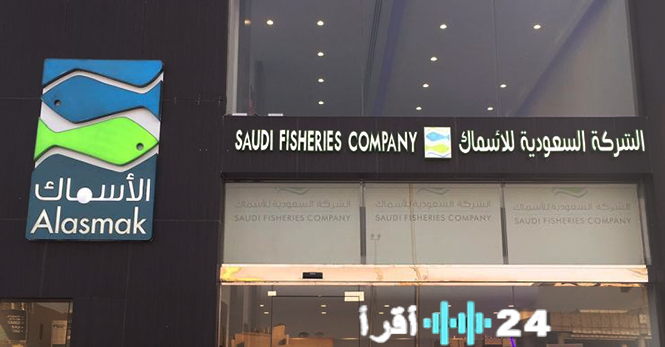 الأسماك
Alasmak
SAUDI FISHERIES COMPANY الشركة السعودية للأسماك
الشركة السعودية للأسماك
SAUDI FISHERIES COMPANY
الشركة السعودية للأسماك
SAUDI FISHERIES COMPANY
الشركة السعودية للأسماك
SAUDI FISHERIES COMPANY
أقرأ 24